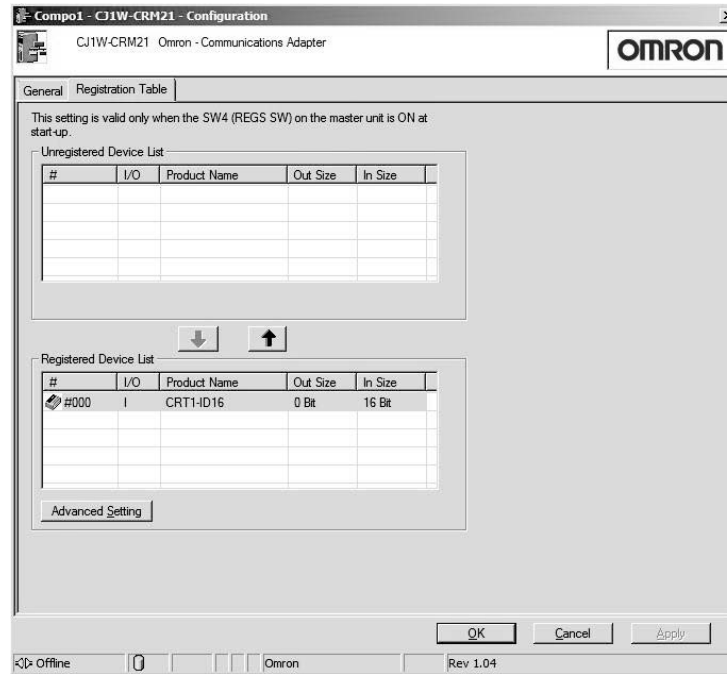 Compo1 - CJ1W-CRM21 - Configuration
CJ1W-CRM21 Omron - Communications Adapter
OMRON
General Registration Table
This setting is valid only when the SW4 (REGS SW) on the master unit is ON at
start-up.
Unregistered Device List
# I/O Product Name Out Size In Size
Registered Device List
# I/O Product Name Out Size In Size
#000 I CRT1-ID16 0 Bit 16 Bit
Advanced Setting
OK Cancel Apply
Offline Omron Rev 1.04